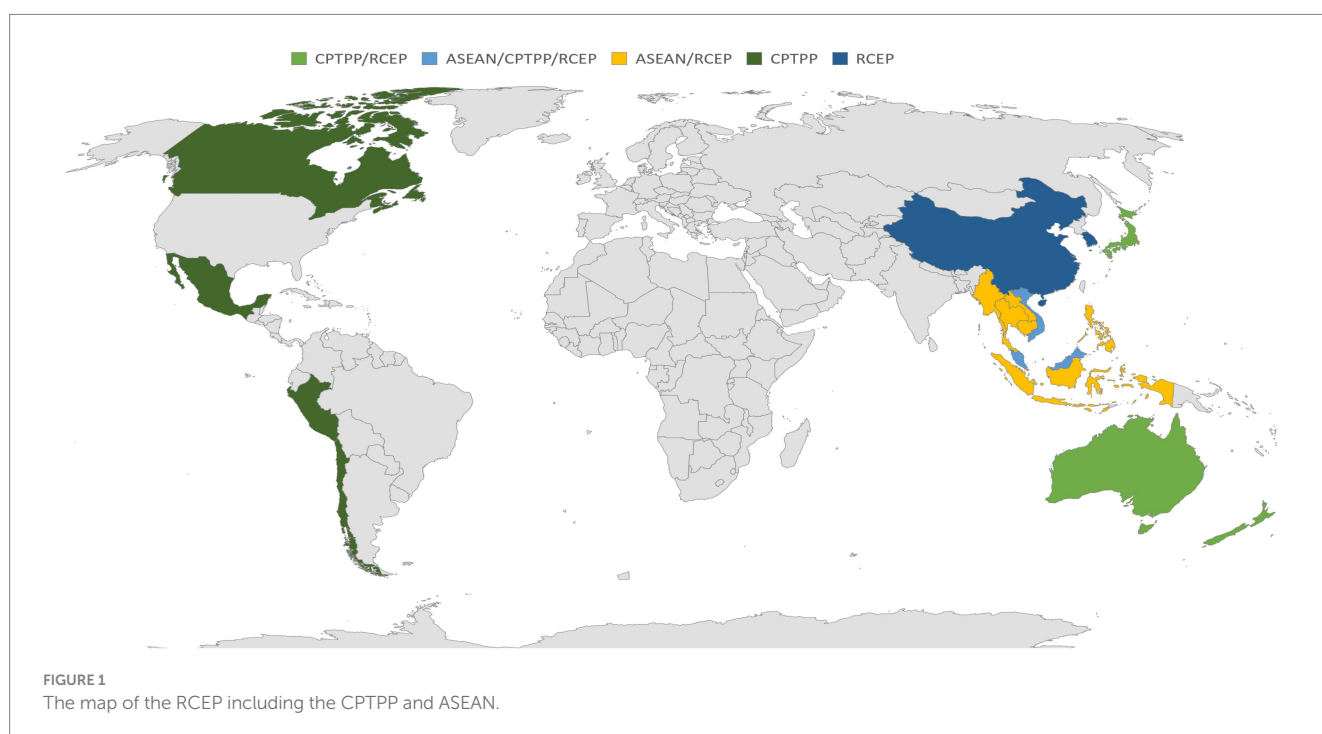 CPTPP/RCEP ASEAN/CPTPP/RCEP ASEAN/RCEP CPTPP RCEP
FIGURE 1
The map of the RCEP including the CPTPP and ASEAN.